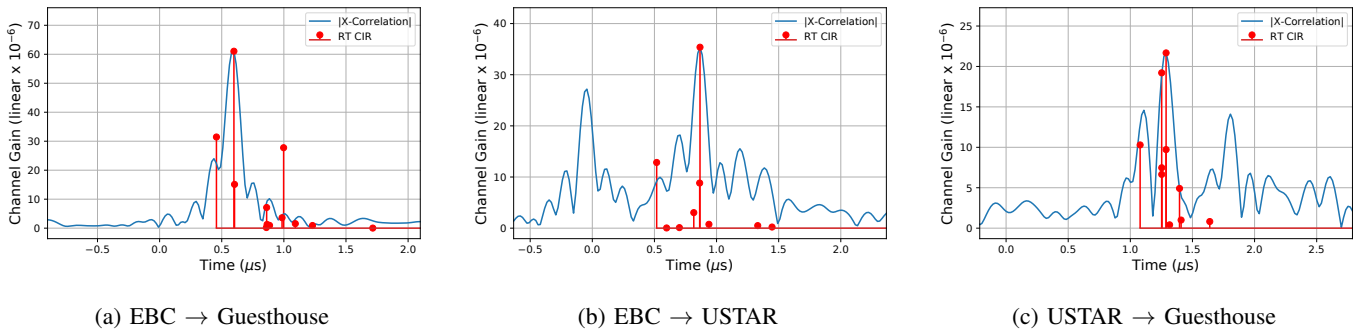 |X-Correlation|
RT CIR
Channel Gain (linear x 10⁻⁶)
70
60
50
40
30
20
10
0
−0.5 0.0 0.5 1.0 1.5 2.0
Time (μs)
(a) EBC → Guesthouse
|X-Correlation|
RT CIR
Channel Gain (linear x 10⁻⁶)
40
30
20
10
0
−0.5 0.0 0.5 1.0 1.5 2.0
Time (μs)
(b) EBC → USTAR
|X-Correlation|
RT CIR
Channel Gain (linear x 10⁻⁶)
25
20
15
10
5
0
0.0 0.5 1.0 1.5 2.0 2.5
Time (μs)
(c) USTAR → Guesthouse